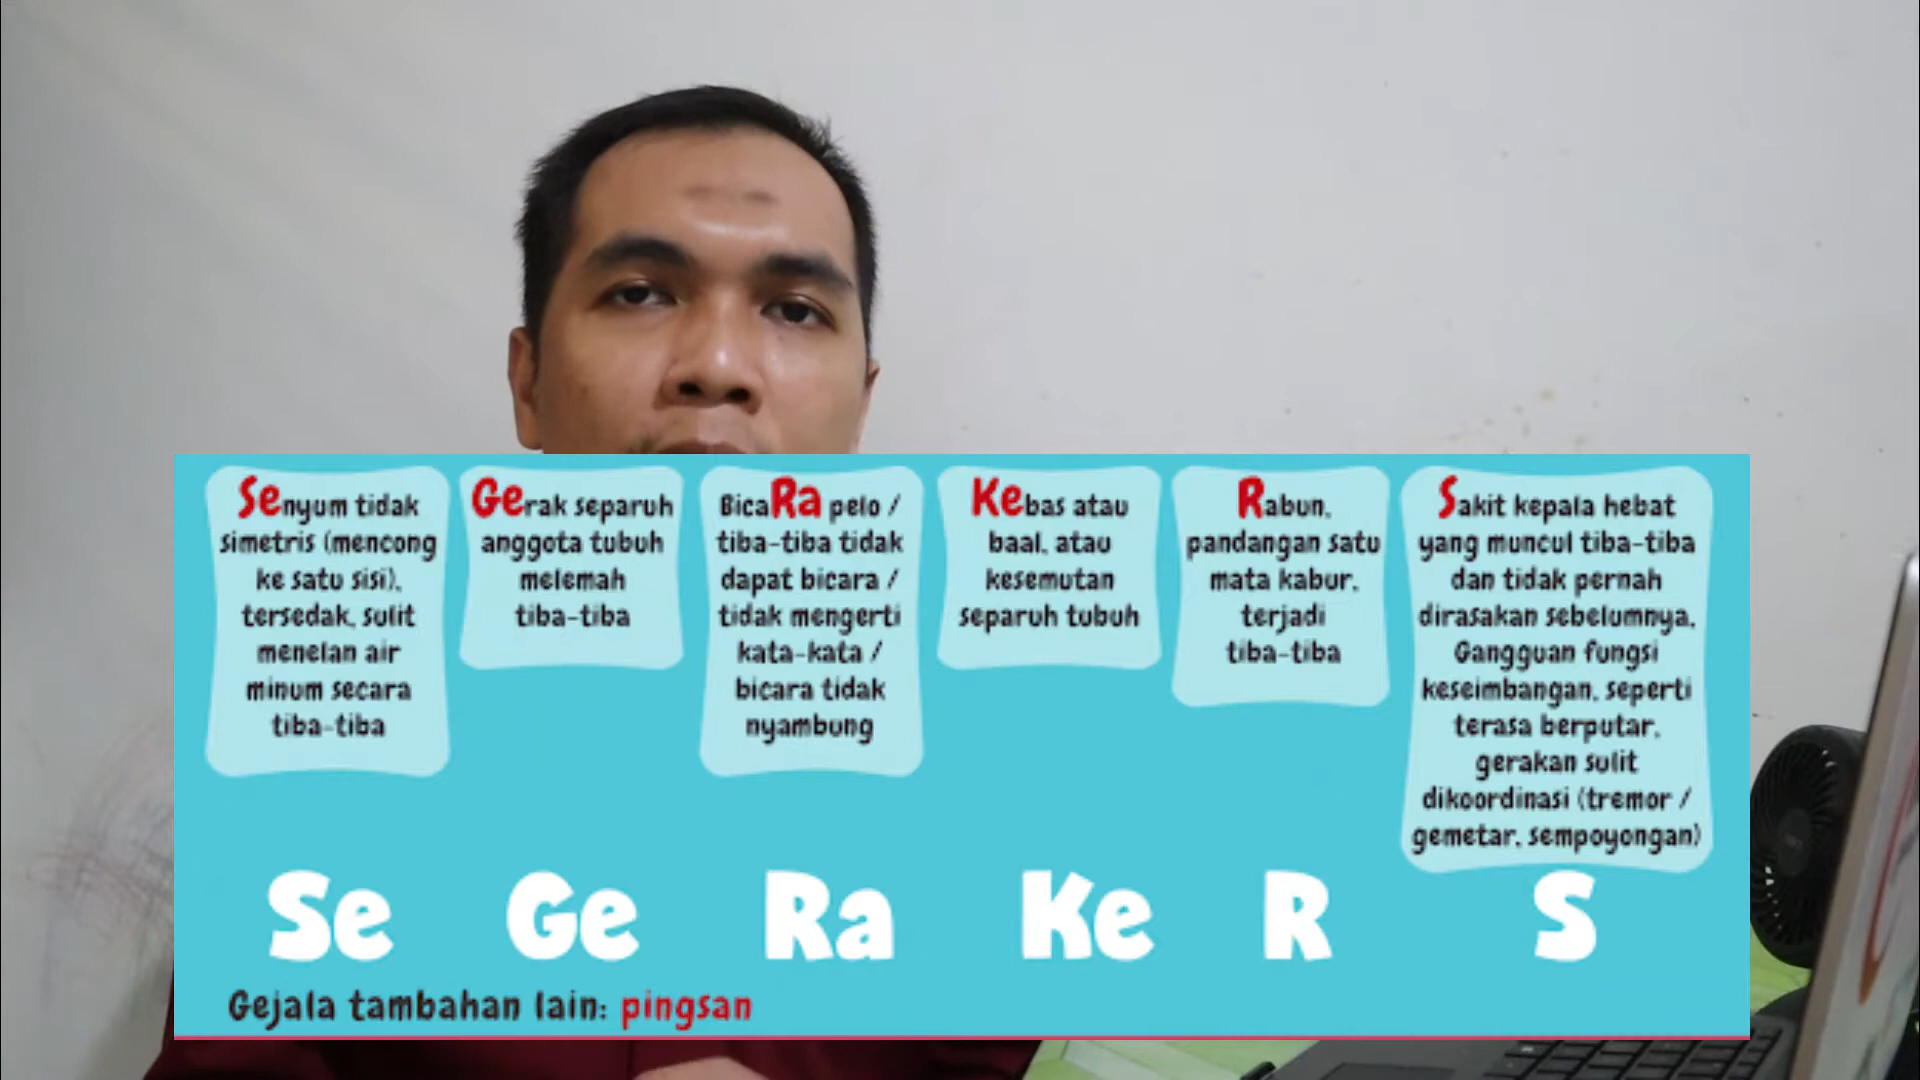 Senyum tidak
simetris (mencong
ke satu sisi),
tersedak, sulit
menelan air
minum secara
tiba-tiba
Gerak separuh
anggota tubuh
melemah
tiba-tiba
BicaRa pelo /
tiba-tiba tidak
dapat bicara /
tidak mengerti
kata-kata /
bicara tidak
nyambung
Kebas atau
baal, atau
kesemutan
separuh tubuh
Rabun,
pandangan satu
mata kabur,
terjadi
tiba-tiba
Sakit kepala hebat
yang muncul tiba-tiba
dan tidak pernah
dirasakan sebelumnya,
Gangguan fungsi
keseimbangan, seperti
terasa berputar,
gerakan sulit
dikoordinasi (tremor /
gemetar, sempoyongan)
Se Ge Ra Ke R S
Gejala tambahan lain: pingsan